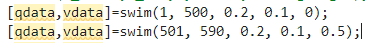 [qdata,vdata]=swim(1, 500, 0.2, 0.1, 0);
[qdata,vdata]=swim(501, 590, 0.2, 0.1, 0.5);